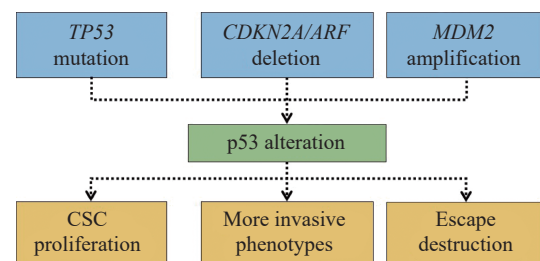 TP53
mutation
CDKN2A/ARF
deletion
MDM2
amplification
p53 alteration
CSC
proliferation
More invasive
phenotypes
Escape
destruction